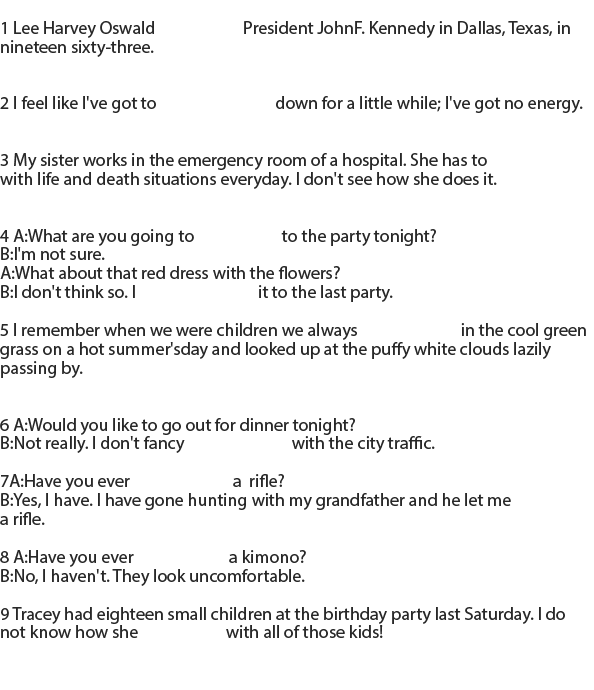 1 Lee Harvey Oswald President JohnF. Kennedy in Dallas, Texas, in
nineteen sixty-three.
2 I feel like I've got to down for a little while; I've got no energy.
3 My sister works in the emergency room of a hospital. She has to
with life and death situations everyday. I don't see how she does it.
4 A:What are you going to to the party tonight?
B:I'm not sure.
A:What about that red dress with the flowers?
B:I don't think so. I it to the last party.
5 I remember when we were children we always in the cool green
grass on a hot summer'sday and looked up at the puffy white clouds lazily
passing by.
6 A:Would you like to go out for dinner tonight?
B:Not really. I don't fancy with the city traffic.
7A:Have you ever a rifle?
B:Yes, I have. I have gone hunting with my grandfather and he let me
a rifle.
8 A:Have you ever a kimono?
B:No, I haven't. They look uncomfortable.
9 Tracey had eighteen small children at the birthday party last Saturday. I do
not know how she with all of those kids!